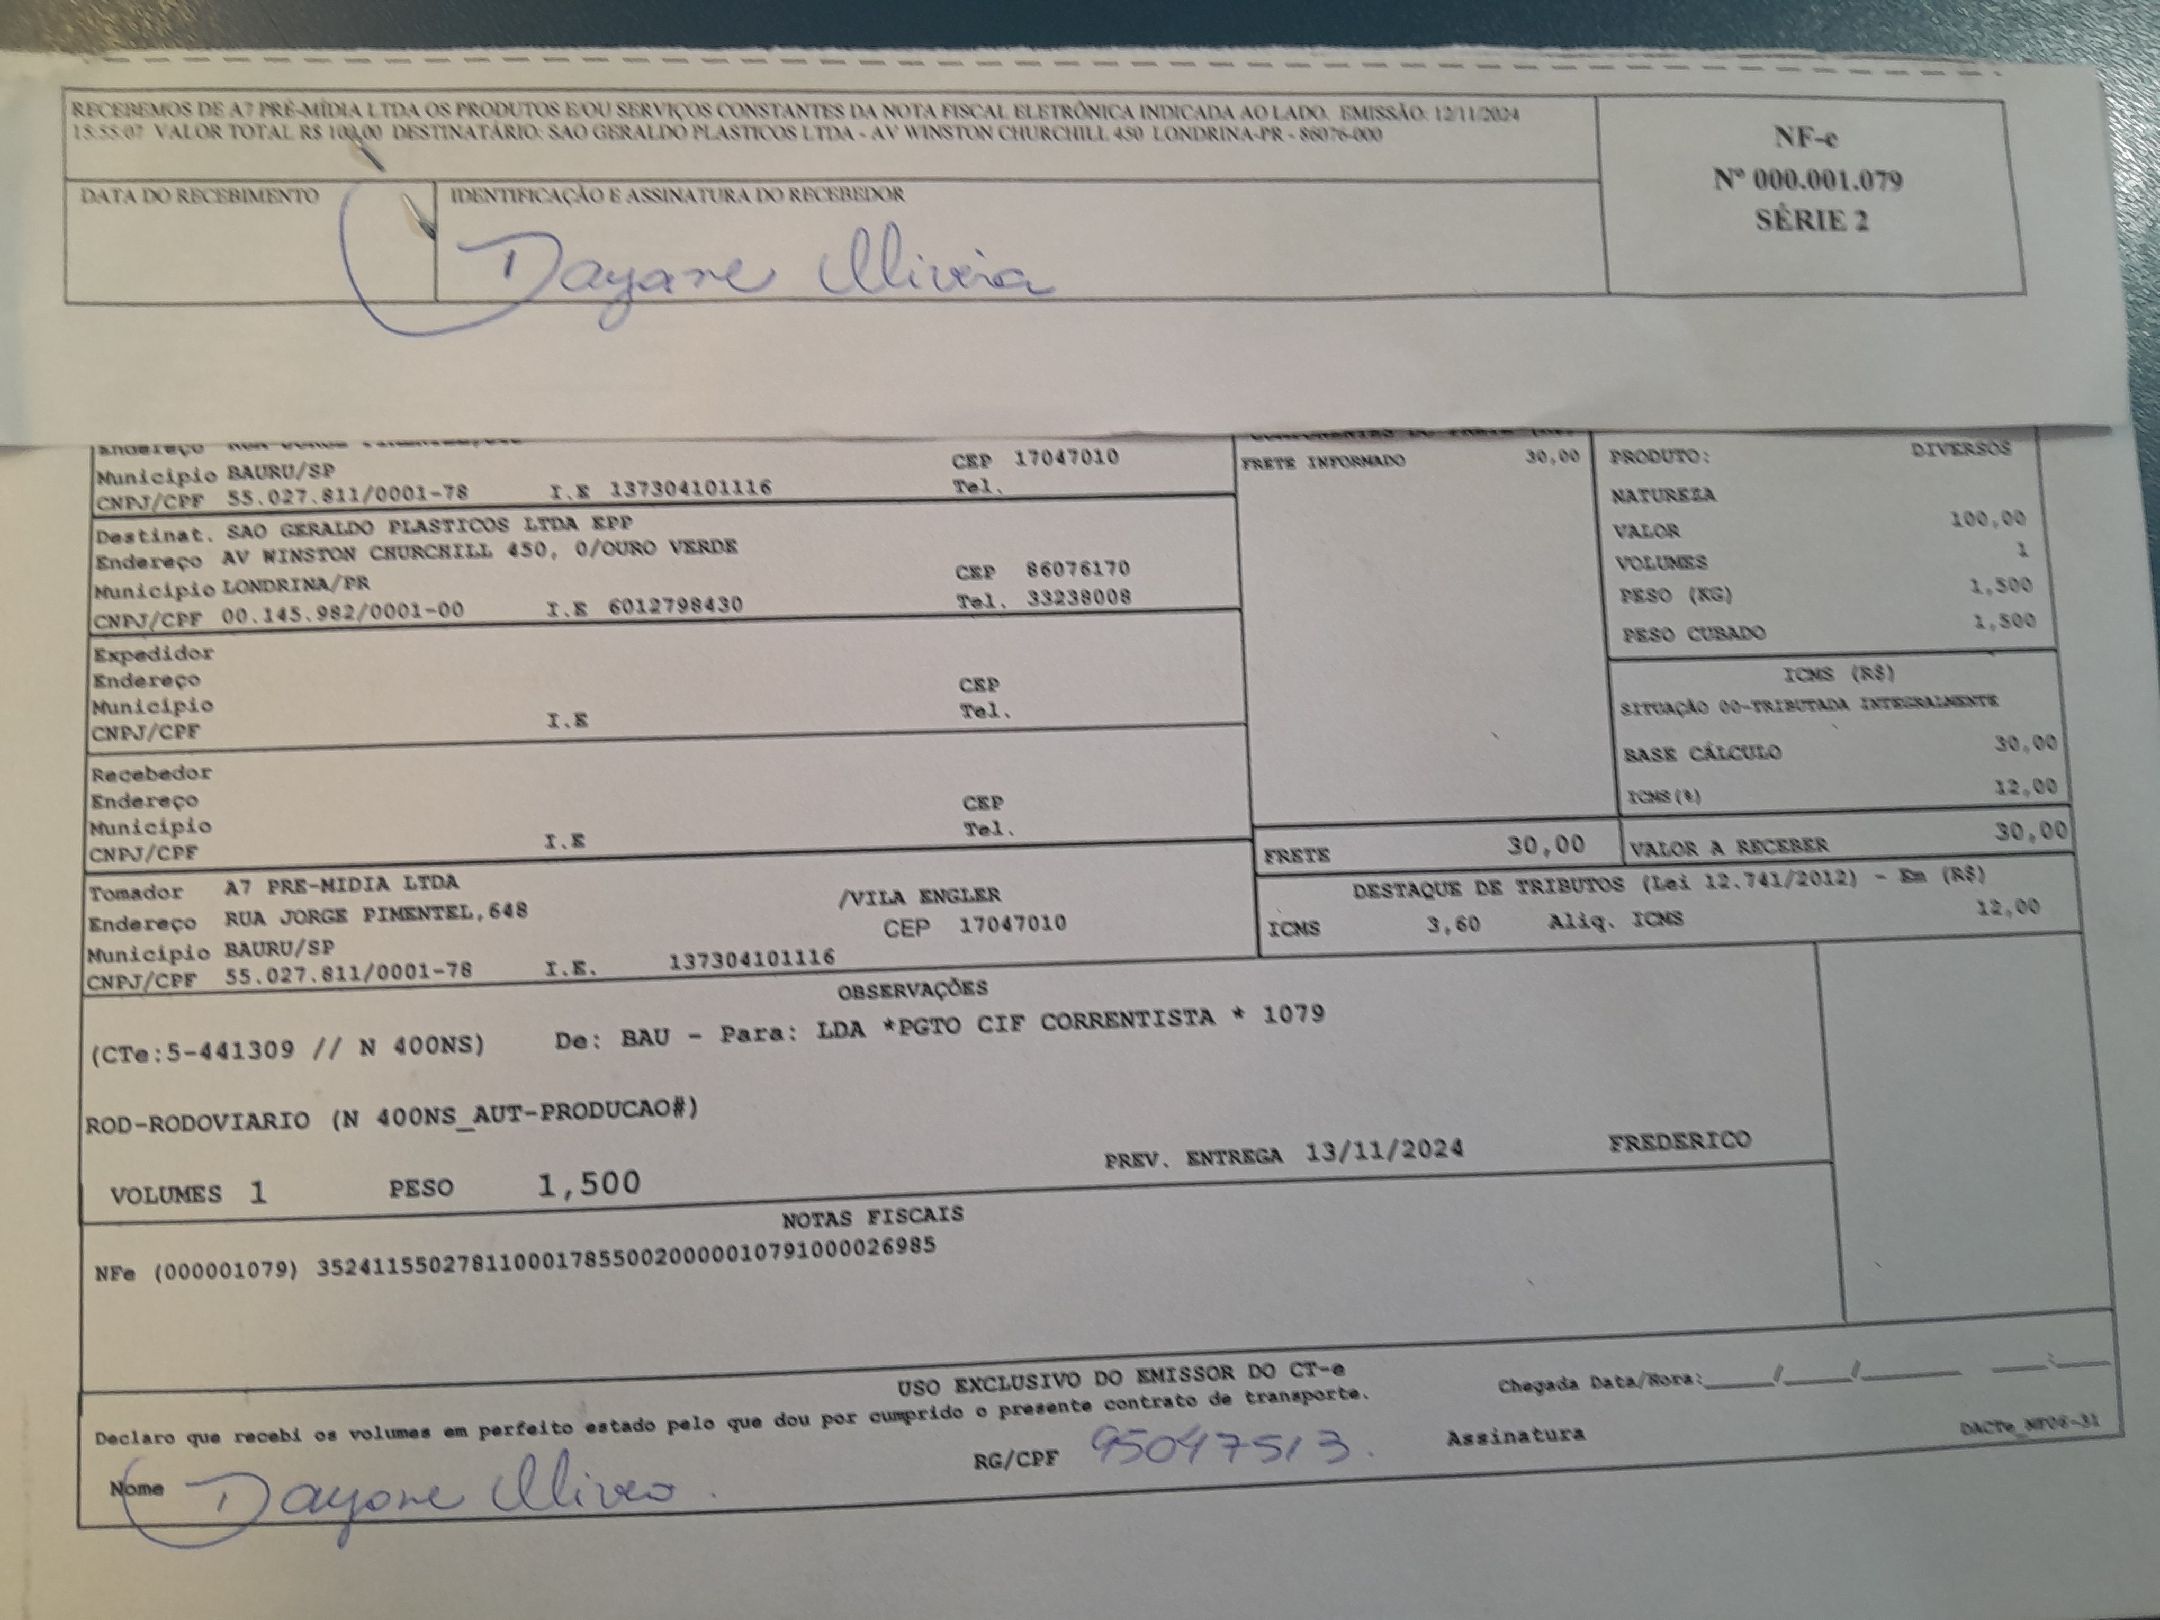 RECEBEMOS DE A7 PRÉ-MÍDIA LTDA OS PRODUTOS E/OU SERVIÇOS CONSTANTES DA NOTA FISCAL ELETRÔNICA INDICADA AO LADO. EMISSÃO: 12/11/2024
15:55:07 VALOR TOTAL R$ 100,00 DESTINATÁRIO: SAO GERALDO PLASTICOS LTDA - AV WINSTON CHURCHILL 450 LONDRINA-PR - 86076-000
NF-e
Nº 000.001.079
SÉRIE 2
DATA DO RECEBIMENTO
IDENTIFICAÇÃO E ASSINATURA DO RECEBEDOR
Dayane Oliveira
Endereço
Município BAURU/SP CEP 17047010
CNPJ/CPF 55.027.811/0001-78 I.E 137304101116 Tel.
Destinat. SAO GERALDO PLASTICOS LTDA EPP
Endereço AV WINSTON CHURCHILL 450, 0/OURO VERDE
Município LONDRINA/PR CEP 86076170
CNPJ/CPF 00.145.982/0001-00 I.E 6012798430 Tel. 33238008
Expedidor
Endereço
Município CEP
CNPJ/CPF I.E Tel.
Recebedor
Endereço
Município CEP
CNPJ/CPF I.E Tel.
Tomador A7 PRE-MIDIA LTDA
Endereço RUA JORGE PIMENTEL,648 /VILA ENGLER
Município BAURU/SP CEP 17047010
CNPJ/CPF 55.027.811/0001-78 I.E. 137304101116
FRETE INFORMADO 30,00
PRODUTO: DIVERSOS
NATUREZA
VALOR 100,00
VOLUMES 1
PESO (KG) 1,500
PESO CUBADO 1,500
ICMS (R$)
SITUAÇÃO 00-TRIBUTADA INTEGRALMENTE
BASE CÁLCULO 30,00
ICMS(%) 12,00
FRETE 30,00 VALOR A RECEBER 30,00
DESTAQUE DE TRIBUTOS (Lei 12.741/2012) - Em (R$)
ICMS 3,60 Aliq. ICMS 12,00
OBSERVAÇÕES
(CTe:5-441309 // N 400NS) De: BAU - Para: LDA *PGTO CIF CORRENTISTA * 1079
ROD-RODOVIARIO (N 400NS_AUT-PRODUCAO#)
VOLUMES 1 PESO 1,500 PREV. ENTREGA 13/11/2024 FREDERICO
NOTAS FISCAIS
NFe (000001079) 35241155027811000178550020000010791000026985
USO EXCLUSIVO DO EMISSOR DO CT-e
Declaro que recebi os volumes em perfeito estado pelo que dou por cumprido o presente contrato de transporte.
Chegada Data/Hora:_____/_____/_______ ____:____
Nome Dayane Oliveira. RG/CPF 95047513. Assinatura
DACTe_NF06-31